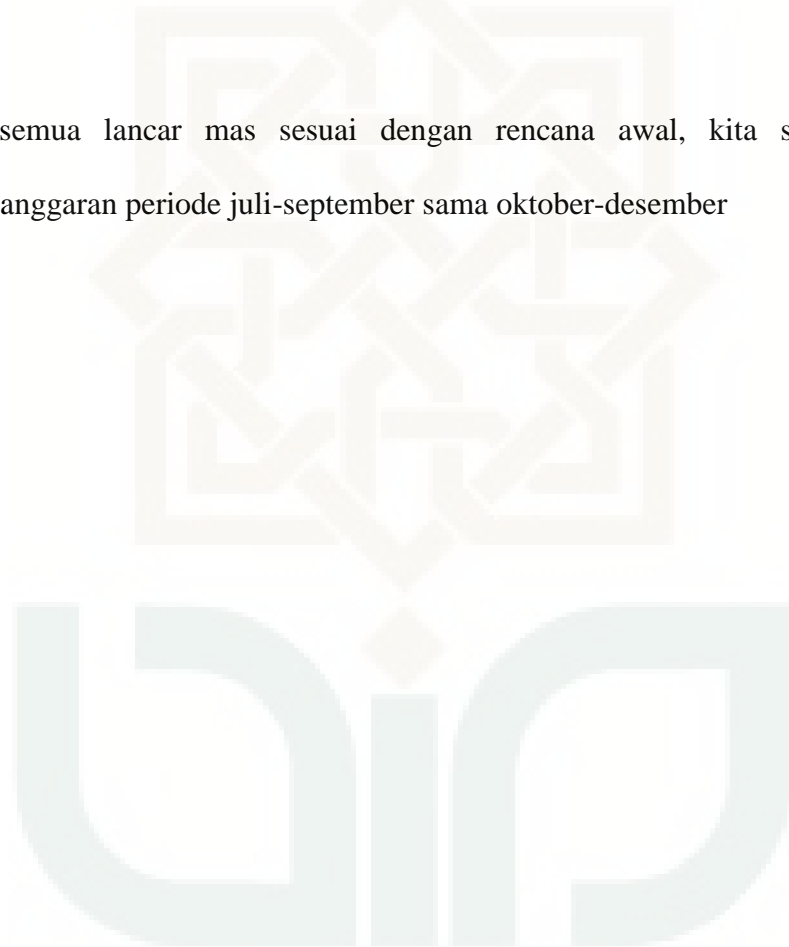 semua lancar mas sesuai dengan rencana awal, kita
anggaran periode juli-september sama oktober-desember